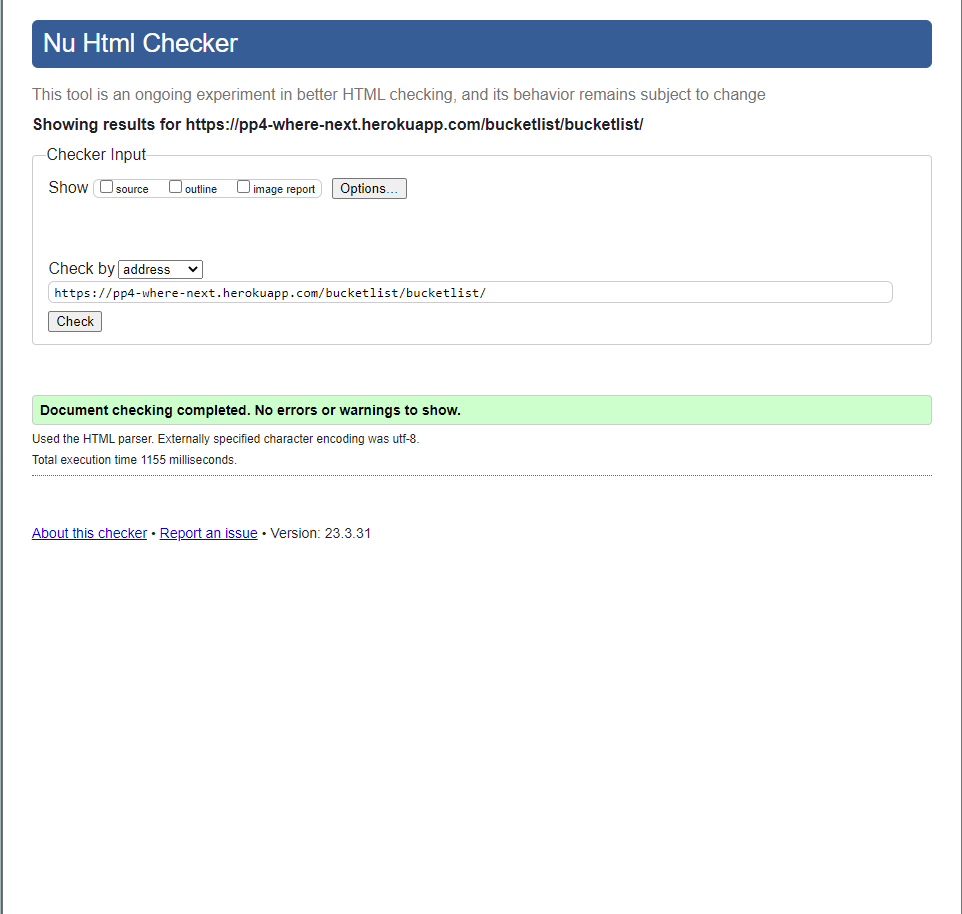 Nu Html Checker
This tool is an ongoing experiment in better HTML checking, and its behavior remains subject to change
Showing results for https://pp4-where-next.herokuapp.com/bucketlist/bucketlist/
Checker Input
Show source outline image report Options...
Check by address
https://pp4-where-next.herokuapp.com/bucketlist/bucketlist/
Check
Document checking completed. No errors or warnings to show.
Used the HTML parser. Externally specified character encoding was utf-8.
Total execution time 1155 milliseconds.
About this checker • Report an issue • Version: 23.3.31